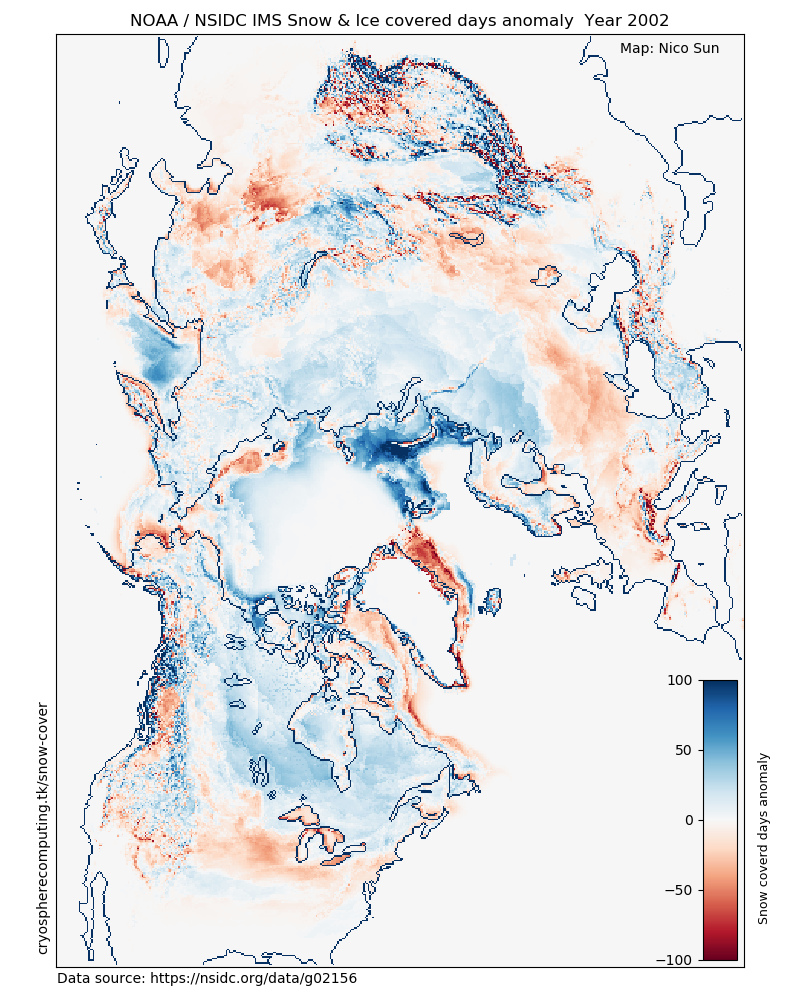 NOAA / NSIDC IMS Snow & Ice covered days anomaly  Year 2002
Map: Nico Sun
cryospherecomputing.tk/snow-cover
100
50
0
−50
−100
Snow coverd days anomaly
Data source: https://nsidc.org/data/g02156